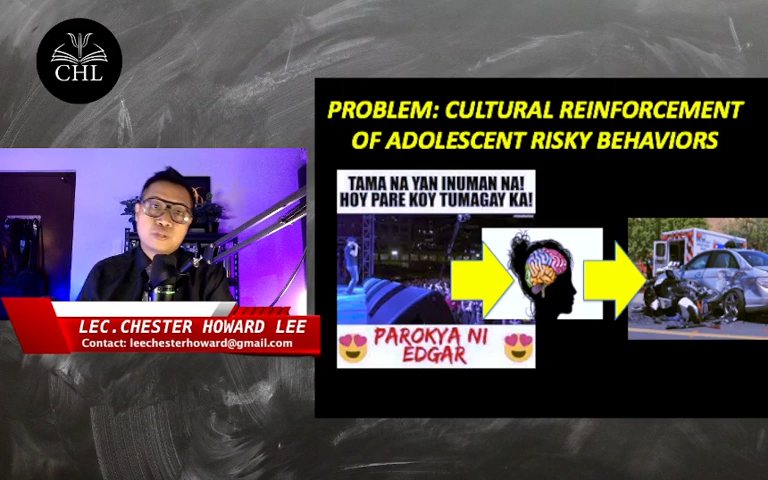 CHL
PROBLEM: CULTURAL REINFORCEMENT
OF ADOLESCENT RISKY BEHAVIORS
TAMA NA YAN INUMAN NA!
HOY PARE KOY TUMAGAY KA!
PAROKYA NI
EDGAR
LEC.CHESTER HOWARD LEE
Contact: leechesterhoward@gmail.com